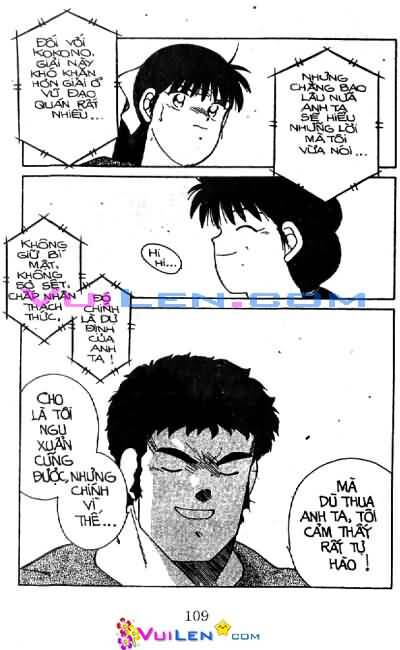 ĐỐI VỚI
KOKONO,
GIẢI NÀY
KHÓ KHĂN
HƠN GIẢI Ở
VŨ ĐẠO
QUÁN RẤT
NHIỀU...
NHƯNG
CHẲNG BAO
LÂU NỮA
ANH TA
SẼ HIỂU
NHỮNG LỜI
MÀ TÔI
VỪA NÓI...
HI
HI...
KHÔNG
GIỮ BÍ
MẬT,
KHÔNG
SỢ SỆT,
CHẤP NHẬN
THÁCH
THỨC,
ĐÓ
CHÍNH
LÀ DỰ
ĐỊNH
CỦA
ANH
TA!
VUILEN.COM
CHO
LÀ TÔI
NGU
XUẨN
CŨNG
ĐƯỢC, NHƯNG
CHÍNH
VÌ
THẾ...
MÀ
DÙ THUA
ANH TA, TÔI
CẢM THẤY
RẤT TỰ
HÀO!
109
VUILEN.COM